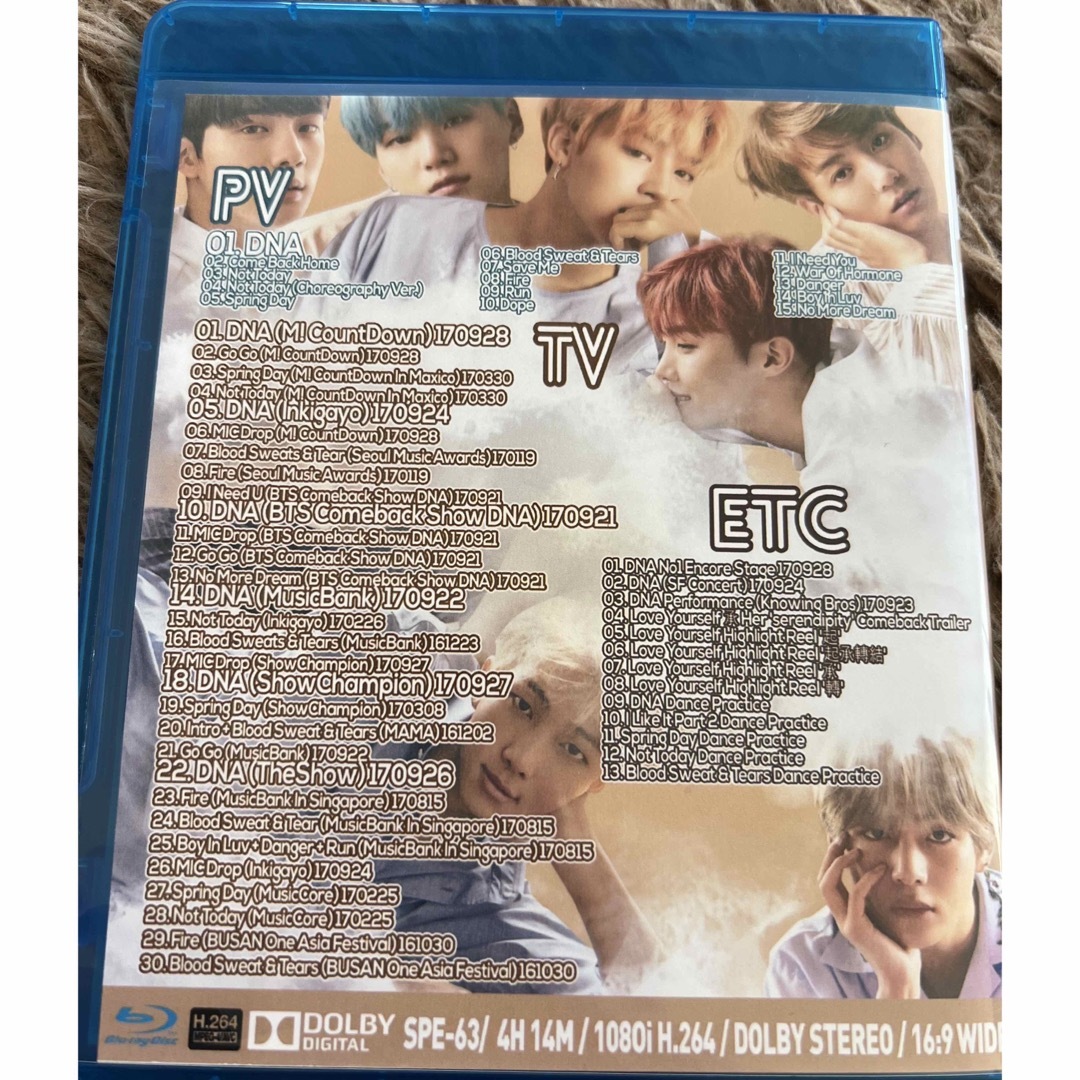 PV
01. DNA
02. Come Back Home
03. Not Today
04. Not Today (Choreography Ver.)
05. Spring Day
06. Blood Sweat & Tears
07. Save Me
08. Fire
09. Run
10. Dope
11. I Need You
12. War Of Hormone
13. Danger
14. Boy In Luv
15. No More Dream
TV
01. DNA (M! CountDown) 170928
02. Go Go (M! CountDown) 170928
03. Spring Day (M! CountDown In Maxico) 170330
04. Not Today (M! CountDown In Maxico) 170330
05. DNA (Inkigayo) 170924
06. MIC Drop (M! CountDown) 170928
07. Blood Sweats & Tear (Seoul Music Awards) 170119
08. Fire (Seoul Music Awards) 170119
09. I Need U (BTS Comeback Show DNA) 170921
10. DNA (BTS Comeback Show DNA) 170921
11. MIC Drop (BTS Comeback Show DNA) 170921
12. Go Go (BTS Comeback Show DNA) 170921
13. No More Dream (BTS Comeback Show DNA) 170921
14. DNA (MusicBank) 170922
15. Not Today (Inkigayo) 170226
16. Blood Sweats & Tears (MusicBank) 161223
17. MIC Drop (ShowChampion) 170927
18. DNA (ShowChampion) 170927
19. Spring Day (ShowChampion) 170308
20. Intro + Blood Sweat & Tears (MAMA) 161202
21. Go Go (MusicBank) 170922
22. DNA (TheShow) 170926
23. Fire (MusicBank In Singapore) 170815
24. Blood Sweat & Tear (MusicBank In Singapore) 170815
25. Boy In Luv + Danger + Run (MusicBank In Singapore) 170815
26. MIC Drop (Inkigayo) 170924
27. Spring Day (MusicCore) 170225
28. Not Today (MusicCore) 170225
29. Fire (BUSAN One Asia Festival) 161030
30. Blood Sweat & Tears (BUSAN One Asia Festival) 161030
ETC
01. DNA No1 Encore Stage 170928
02. DNA (SF Concert) 170924
03. DNA Performance (Knowing Bros) 170923
04. Love Yourself 承 Her 'Serendipity' Comeback Trailer
05. Love Yourself Highlight Reel '起'
06. Love Yourself Highlight Reel '起承轉結'
07. Love Yourself Highlight Reel '承'
08. Love Yourself Highlight Reel '轉'
09. DNA Dance Practice
10. I Like It Part 2 Dance Practice
11. Spring Day Dance Practice
12. Not Today Dance Practice
13. Blood Sweat & Tears Dance Practice
Blu-ray Disc
H.264
MPEG-4 AVC
DOLBY
DIGITAL
SPE-63/ 4H 14M / 1080i H.264 / DOLBY STEREO / 16:9 WIDE